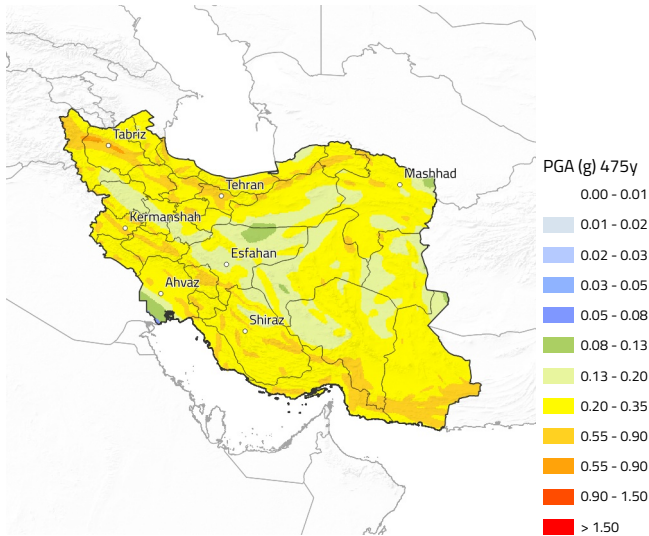 Tabriz
Tehran
Mashhad
Kermanshah
Esfahan
Ahvaz
Shiraz
PGA (g) 475y
0.00 - 0.01
0.01 - 0.02
0.02 - 0.03
0.03 - 0.05
0.05 - 0.08
0.08 - 0.13
0.13 - 0.20
0.20 - 0.35
0.55 - 0.90
0.55 - 0.90
0.90 - 1.50
> 1.50